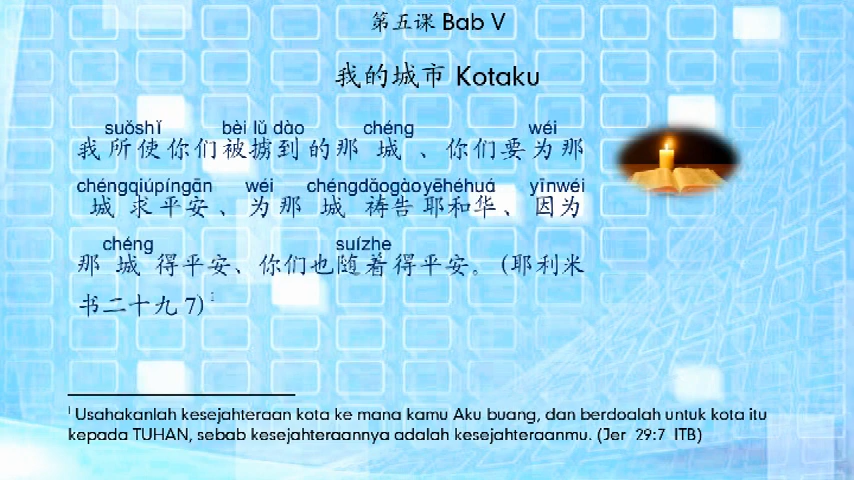 第五课 Bab V
我的城市 Kotaku
suǒshǐ bèi lǔ dào chéng wéi
我所使你们被掳到的那 城 、你们要为那
chéngqiúpíngān wéi chéngdǎogàoyēhéhuá yīnwéi
城 求平安、为那 城 祷告耶和华、因为
chéng suízhe
那 城 得平安、你们也随着得平安。(耶利米
书二十九 7) i
i Usahakanlah kesejahteraan kota ke mana kamu Aku buang, dan berdoalah untuk kota itu
kepada TUHAN, sebab kesejahteraannya adalah kesejahteraanmu. (Jer 29:7 ITB)